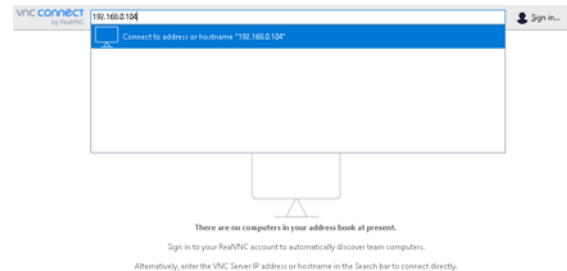 vnc connect
by RealVNC
192.168.0.104
Sign in...
Connect to address or hostname "192.168.0.104"
There are no computers in your address book at present.
Sign in to your RealVNC account to automatically discover team computers.
Alternatively, enter the VNC Server IP address or hostname in the Search bar to connect directly.